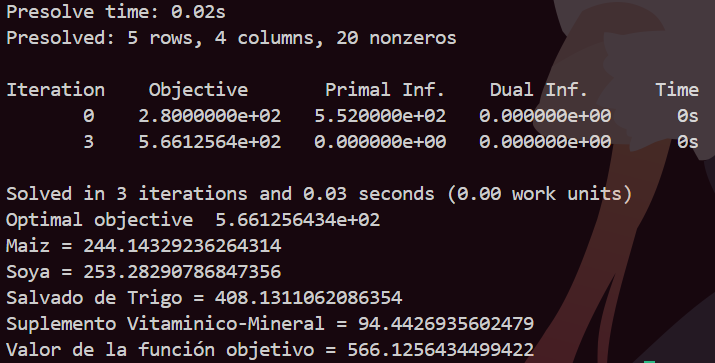 Presolve time: 0.02s
Presolved: 5 rows, 4 columns, 20 nonzeros
Iteration    Objective       Primal Inf.    Dual Inf.      Time
       0    2.8000000e+02   5.520000e+02   0.000000e+00      0s
       3    5.6612564e+02   0.000000e+00   0.000000e+00      0s
Solved in 3 iterations and 0.03 seconds (0.00 work units)
Optimal objective  5.661256434e+02
Maiz = 244.14329236264314
Soya = 253.28290786847356
Salvado de Trigo = 408.1311062086354
Suplemento Vitaminico-Mineral = 94.4426935602479
Valor de la función objetivo = 566.1256434499422